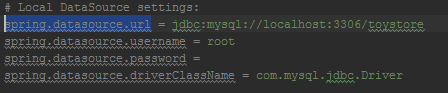 # Local DataSource settings:
spring.datasource.url = jdbc:mysql://localhost:3306/toystore
spring.datasource.username = root
spring.datasource.password =
spring.datasource.driverClassName = com.mysql.jdbc.Driver